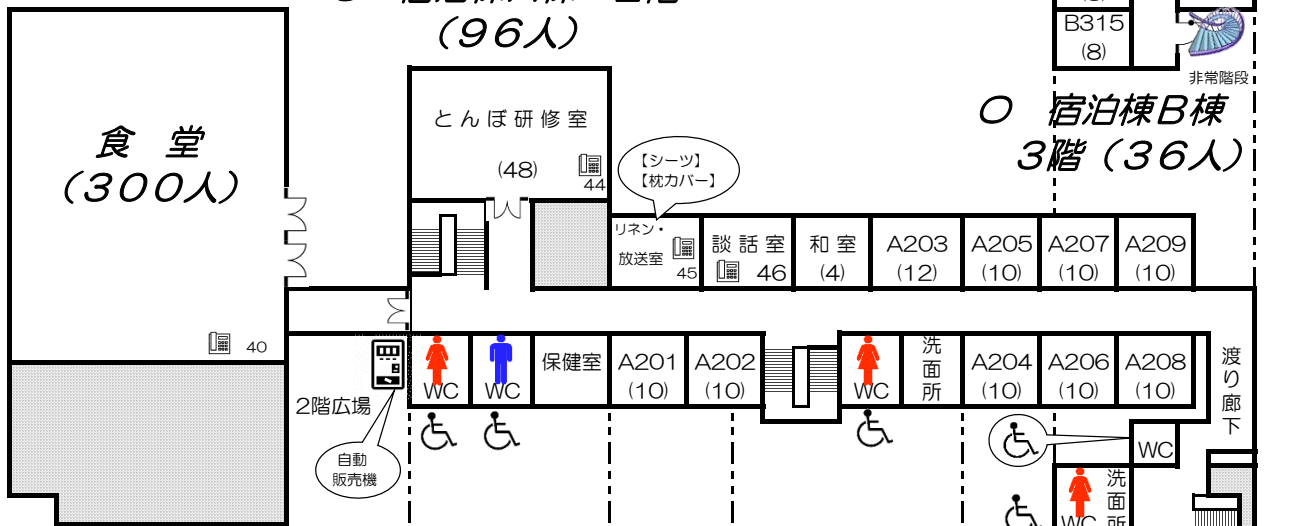 （９６人）
B315
(8)
非常階段
○　宿泊棟Ｂ棟
３階（３６人）
食　堂
（３００人）
40
とんぼ研修室
(48)
44
【シーツ】
【枕カバー】
リネン・
放送室
45
談話室
46
和室
(4)
A203
(12)
A205
(10)
A207
(10)
A209
(10)
WC
WC
保健室
A201
(10)
A202
(10)
WC
洗面所
A204
(10)
A206
(10)
A208
(10)
渡り廊下
2階広場
自動
販売機
WC
WC
洗面所